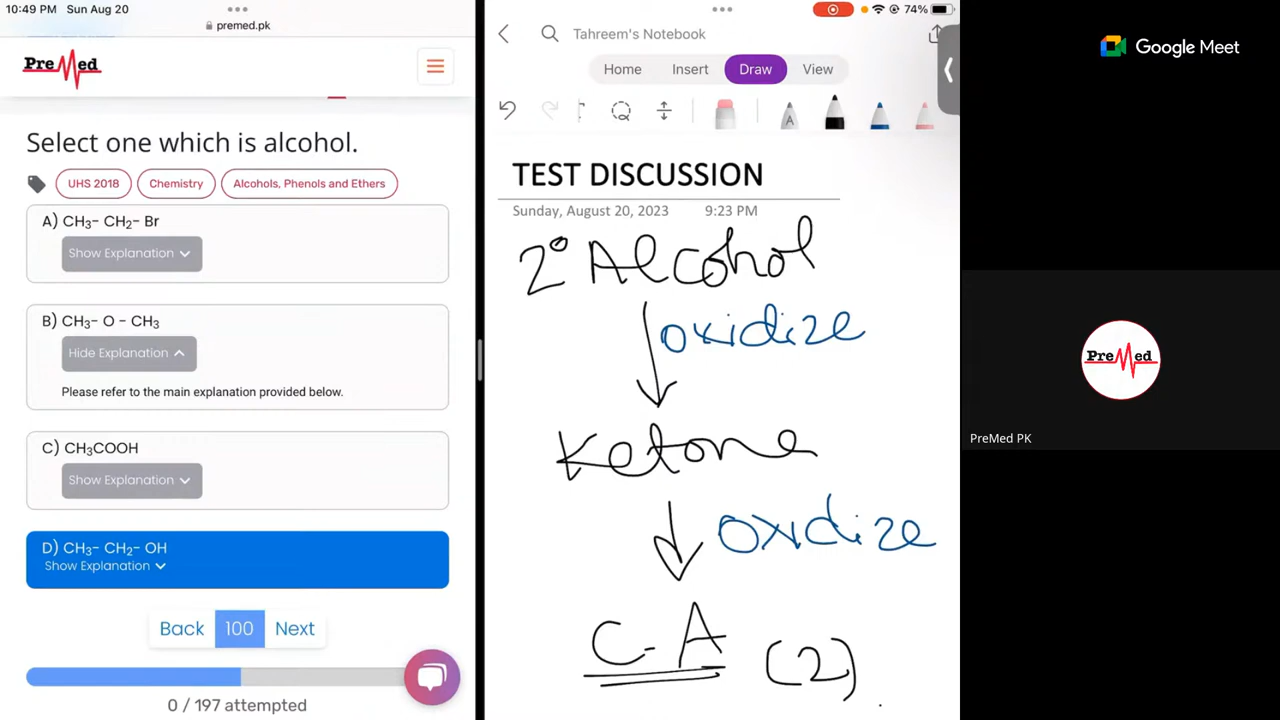 10:49 PM Sun Aug 20
premed.pk
PreMed
Select one which is alcohol.
UHS 2018
Chemistry
Alcohols, Phenols and Ethers
A) CH₃- CH₂- Br
Show Explanation
B) CH₃- O - CH₃
Hide Explanation
Please refer to the main explanation provided below.
C) CH₃COOH
Show Explanation
D) CH₃- CH₂- OH
Show Explanation
Back 100 Next
0 / 197 attempted
74%
Tahreem's Notebook
Home Insert Draw View
A
TEST DISCUSSION
Sunday, August 20, 2023 9:23 PM
2° Alcohol
oxidize
Ketone
oxidize
C-A (2)
Google Meet
PreMed
PreMed PK